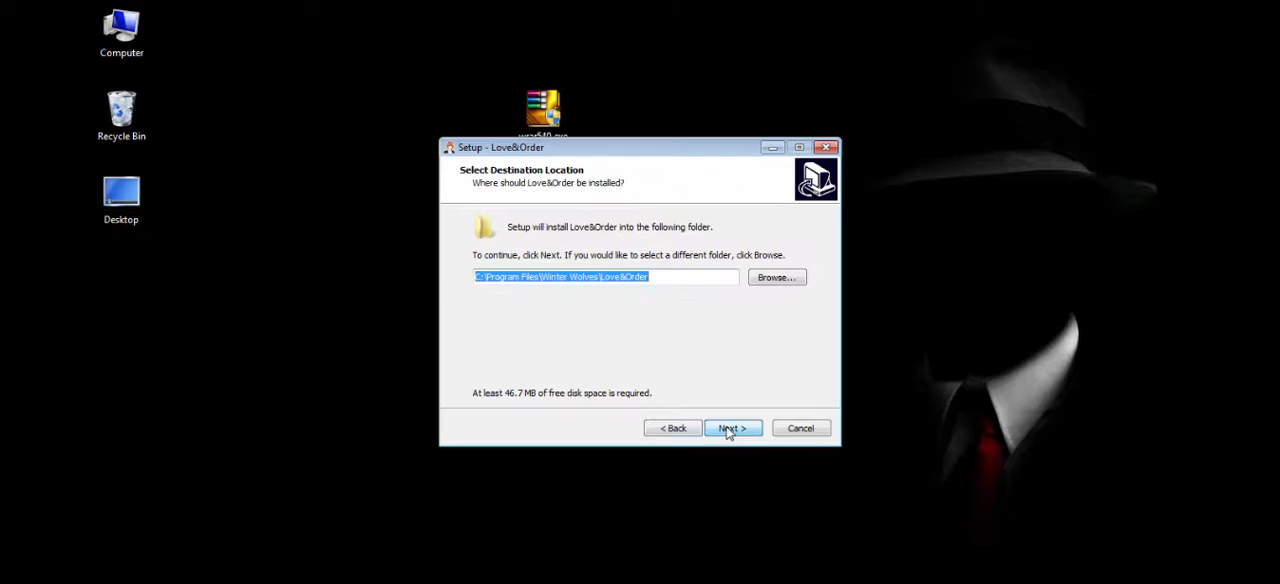 Computer
Recycle Bin
Desktop
wrar540.exe
Setup - Love&Order
Select Destination Location
Where should Love&Order be installed?
Setup will install Love&Order into the following folder.
To continue, click Next. If you would like to select a different folder, click Browse.
C:\Program Files\Winter Wolves\Love&Order
Browse...
At least 46.7 MB of free disk space is required.
< Back
Next >
Cancel